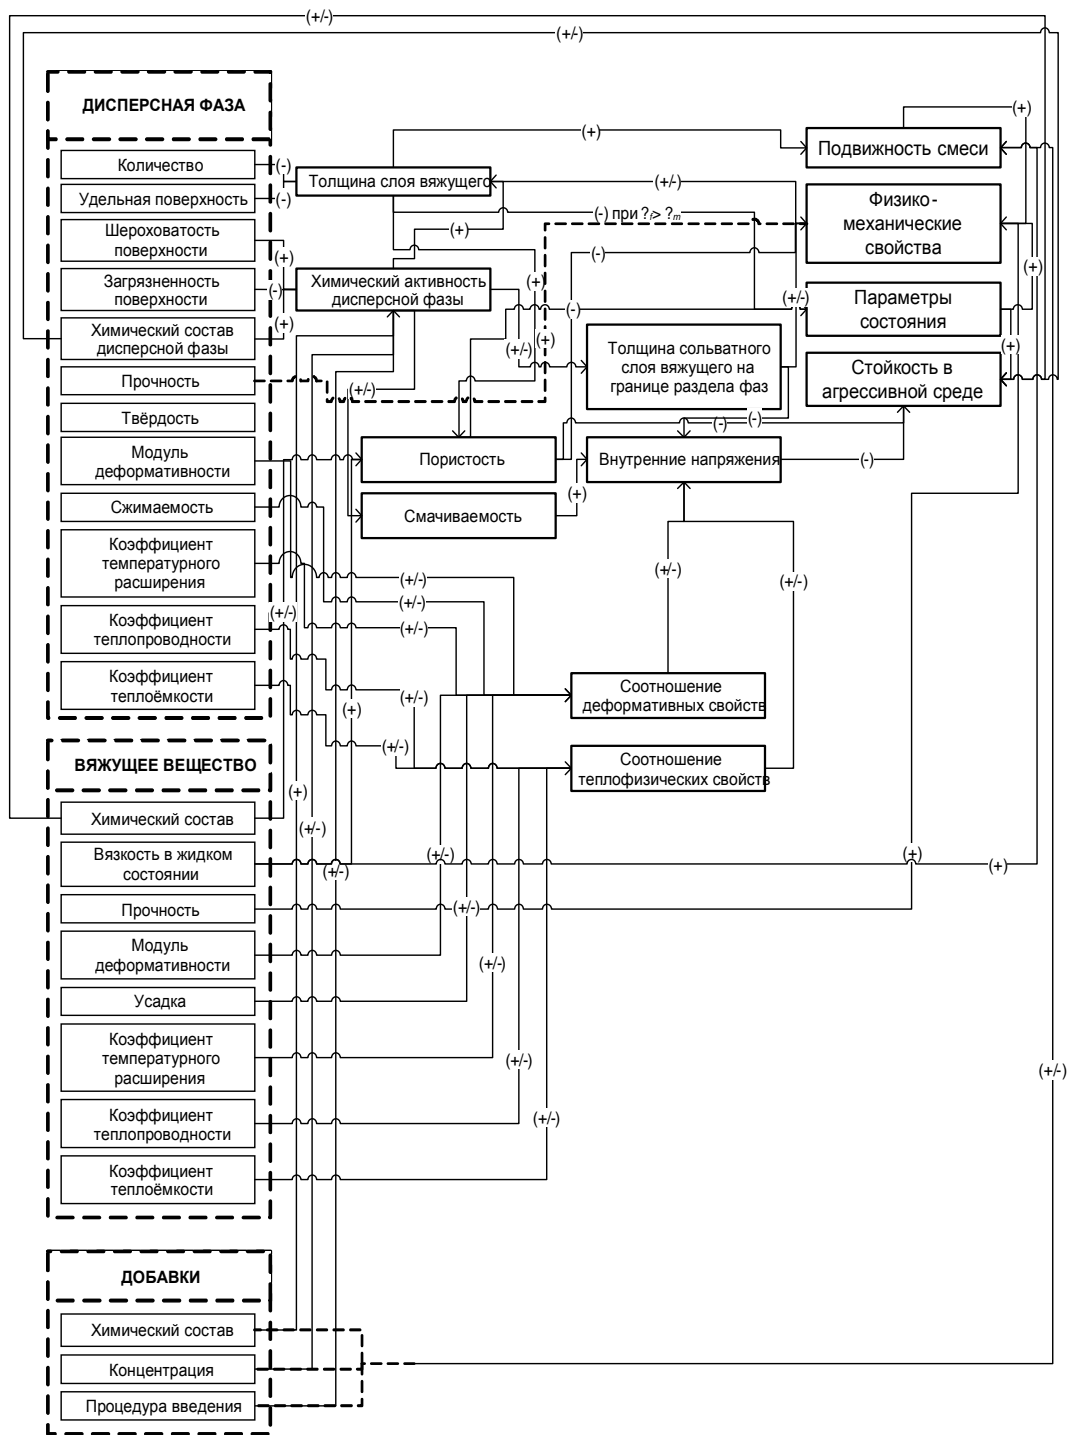 (+/-)
(+/-)
ДИСПЕРСНАЯ ФАЗА
Количество
Удельная поверхность
Шероховатость
поверхности
Загрязненность
поверхности
Химический состав
дисперсной фазы
Прочность
Твёрдость
Модуль
деформативности
Сжимаемость
Коэффициент
температурного
расширения
Коэффициент
теплопроводности
Коэффициент
теплоёмкости
ВЯЖУЩЕЕ ВЕЩЕСТВО
Химический состав
Вязкость в жидком
состоянии
Прочность
Модуль
деформативности
Усадка
Коэффициент
температурного
расширения
Коэффициент
теплопроводности
Коэффициент
теплоёмкости
ДОБАВКИ
Химический состав
Концентрация
Процедура введения
(-)
(-)
(+)
(-)
(+)
Толщина слоя вяжущего
Химический активность
дисперсной фазы
(+)
(+)
(+/-)
(-) при ?f> ?m
(-)
(+)
(-)
(+)
(+/-)
(+/-)
(+/-)
Толщина сольватного
слоя вяжущего на
границе раздела фаз
(-)
(-)
Пористость
Смачиваемость
(+)
Внутренние напряжения
(-)
Подвижность смеси
Физико-
механические
свойства
Параметры
состояния
Стойкость в
агрессивной среде
(+)
(+)
(+)
(+/-)
(+/-)
(+/-)
(+/-)
(+/-)
(+/-)
(+/-)
(+/-)
(+/-)
Соотношение
деформативных свойств
Соотношение
теплофизических свойств
(+)
(+)
(+/-)
(+/-)
(+/-)
(+/-)
(+/-)
(+/-)
(+/-)
(+)
(+)
(+/-)